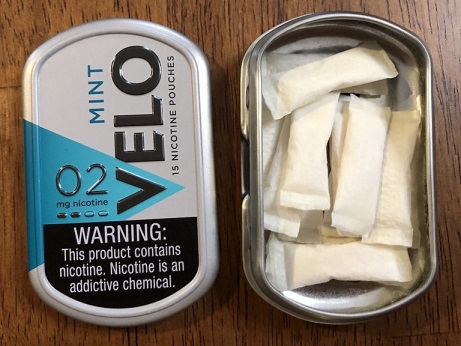 MINT
VELO
15 NICOTINE POUCHES
02
mg nicotine
WARNING:
This product contains
nicotine. Nicotine is an
addictive chemical.